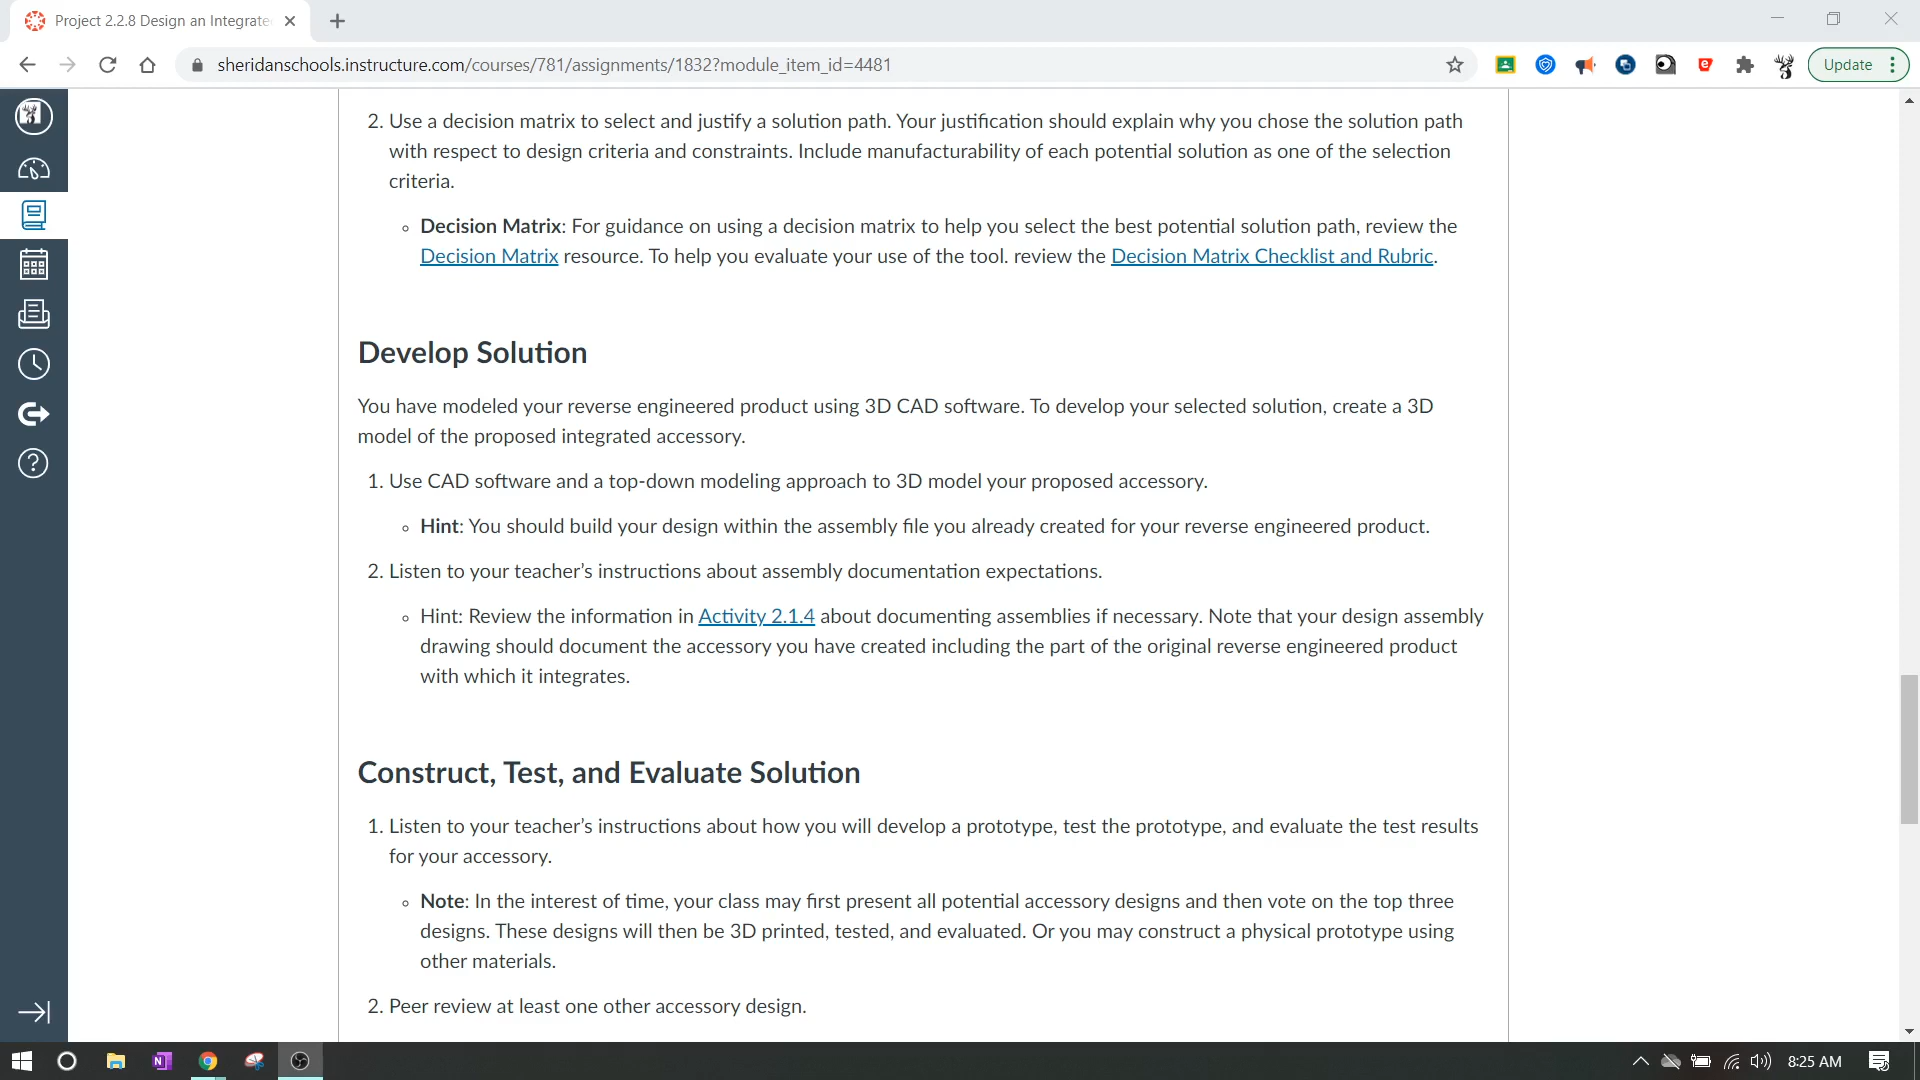 Project 2.2.8 Design an Integrate
sheridanschools.instructure.com/courses/781/assignments/1832?module_item_id=4481
Update
2. Use a decision matrix to select and justify a solution path. Your justification should explain why you chose the solution path
with respect to design criteria and constraints. Include manufacturability of each potential solution as one of the selection
criteria.
Decision Matrix: For guidance on using a decision matrix to help you select the best potential solution path, review the
Decision Matrix resource. To help you evaluate your use of the tool. review the Decision Matrix Checklist and Rubric.
Develop Solution
You have modeled your reverse engineered product using 3D CAD software. To develop your selected solution, create a 3D
model of the proposed integrated accessory.
1. Use CAD software and a top-down modeling approach to 3D model your proposed accessory.
Hint: You should build your design within the assembly file you already created for your reverse engineered product.
2. Listen to your teacher’s instructions about assembly documentation expectations.
Hint: Review the information in Activity 2.1.4 about documenting assemblies if necessary. Note that your design assembly
drawing should document the accessory you have created including the part of the original reverse engineered product
with which it integrates.
Construct, Test, and Evaluate Solution
1. Listen to your teacher’s instructions about how you will develop a prototype, test the prototype, and evaluate the test results
for your accessory.
Note: In the interest of time, your class may first present all potential accessory designs and then vote on the top three
designs. These designs will then be 3D printed, tested, and evaluated. Or you may construct a physical prototype using
other materials.
2. Peer review at least one other accessory design.
8:25 AM